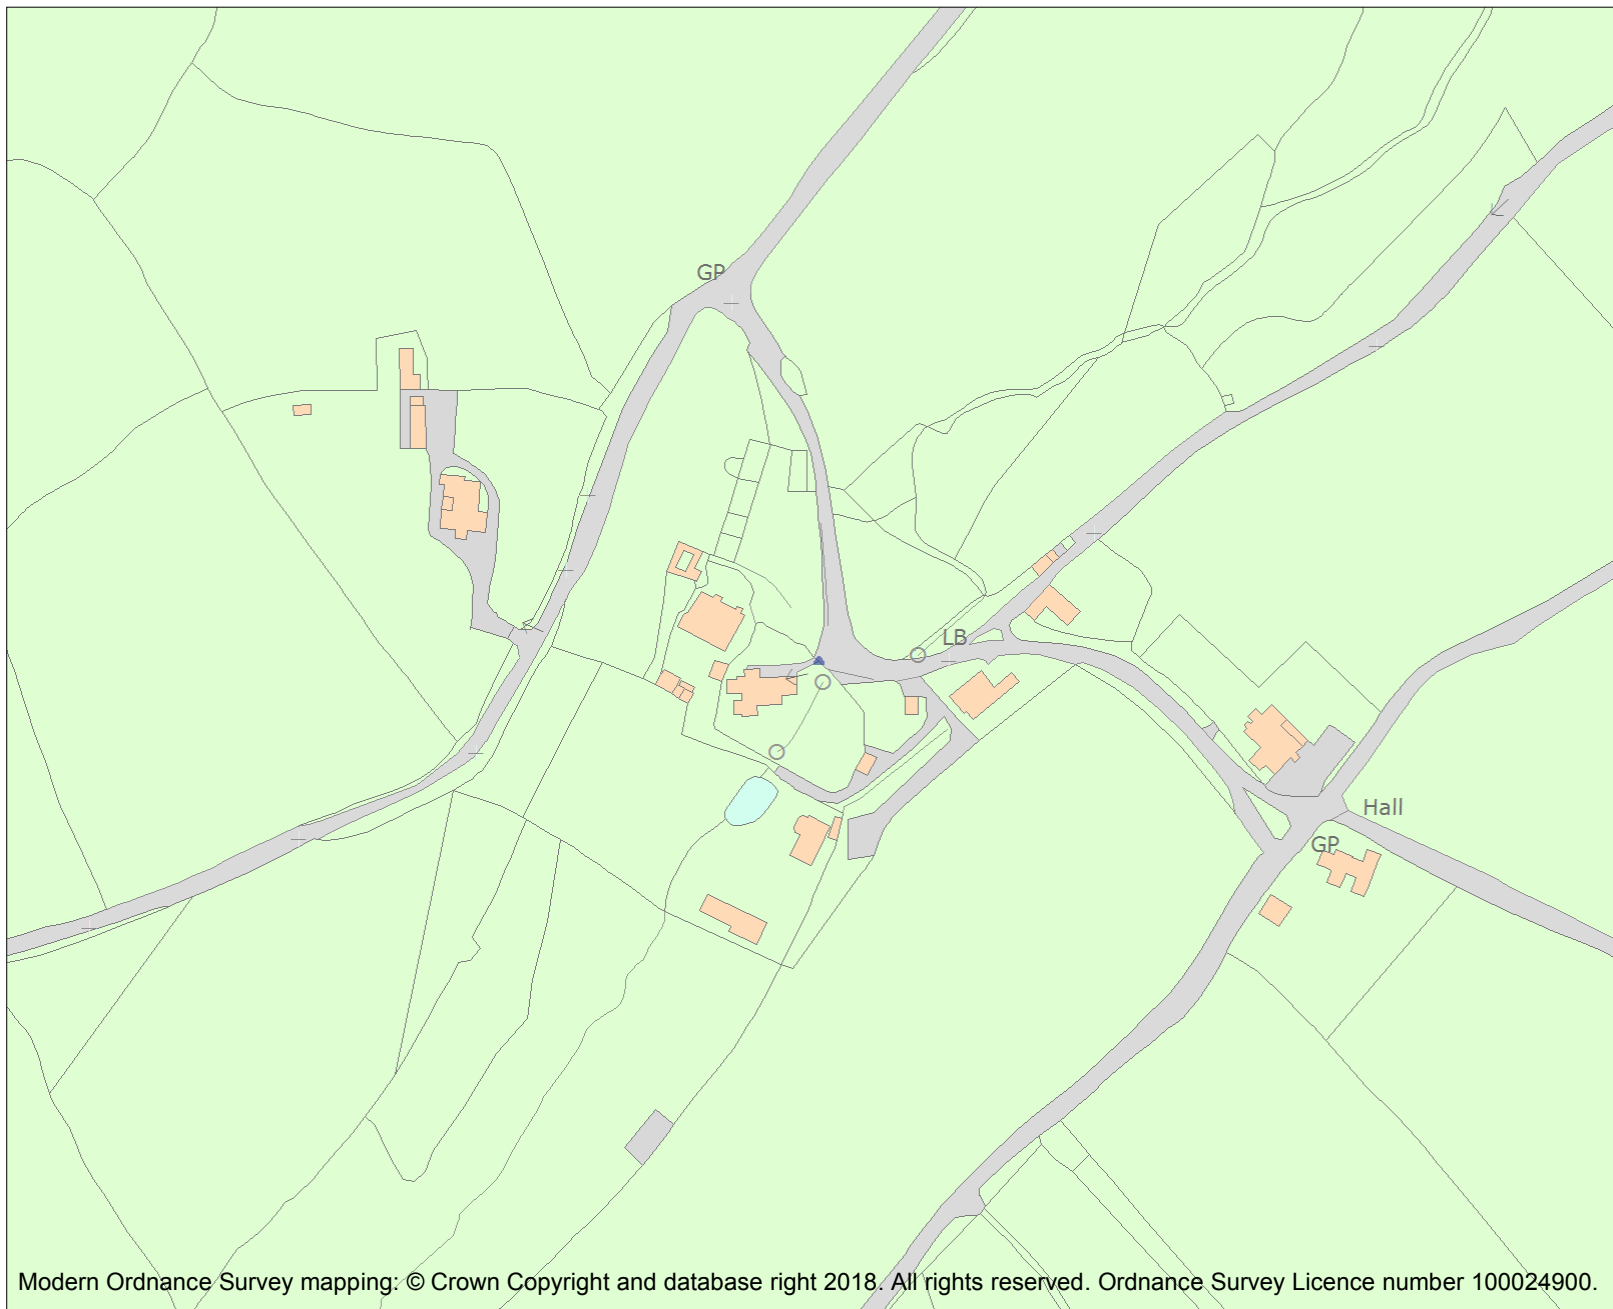 GP
LB
Hall
GP
Modern Ordnance Survey mapping: © Crown Copyright and database right 2018. All rights reserved. Ordnance Survey Licence number 100024900.